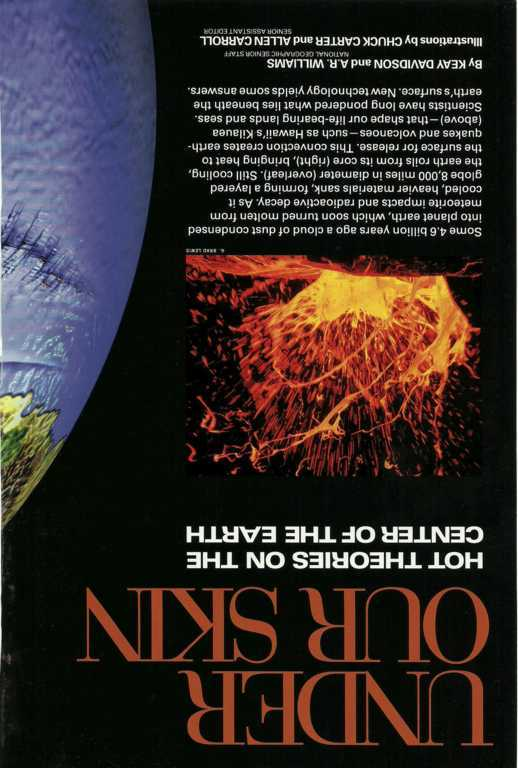 UNDER
OUR SKIN
HOT THEORIES ON THE
CENTER OF THE EARTH
G. BRAD LEWIS
Some 4.6 billion years ago a cloud of dust condensed
into planet earth, which soon turned molten from
meteorite impacts and radioactive decay. As it
cooled, heavier materials sank, forming a layered
globe 8,000 miles in diameter (overleaf). Still cooling,
the earth roils from its core (right), bringing heat to
the surface for release. This convection creates earth-
quakes and volcanoes—such as Hawaii's Kilauea
(above)—that shape our life-bearing lands and seas.
Scientists have long pondered what lies beneath the
earth's surface. New technology yields some answers.
By KEAY DAVIDSON and A.R. WILLIAMS
NATIONAL GEOGRAPHIC SENIOR STAFF
Illustrations by CHUCK CARTER and ALLEN CARROLL
SENIOR ASSISTANT EDITOR